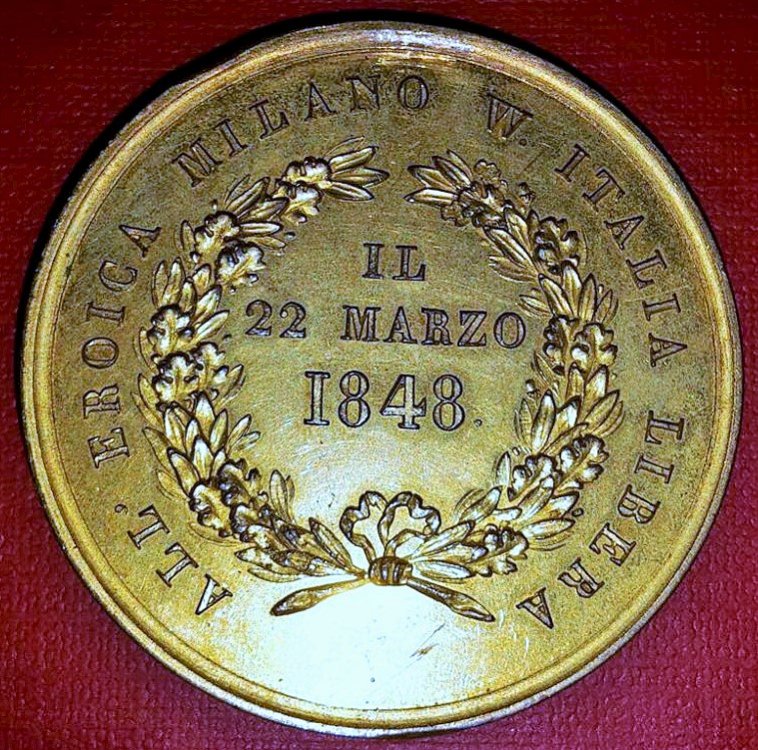 ALL' EROICA MILANO W. ITALIA LIBERA
IL
22 MARZO
1848.